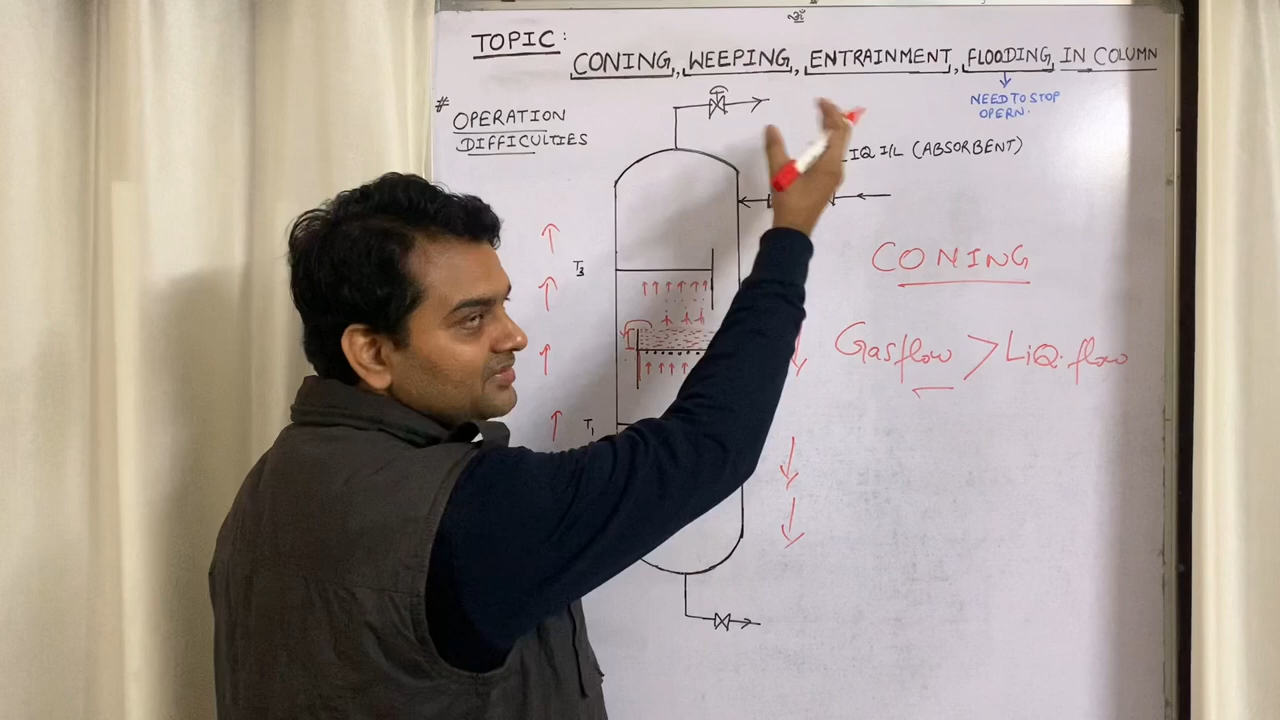 ॐ
TOPIC:
CONING, WEEPING, ENTRAINMENT, FLOODING, IN COLUMN
NEED TO STOP
OPERN.
#
OPERATION
DIFFICULTIES
LIQ I/L (ABSORBENT)
T3
T1
CONING
Gas flow > LiQ. flow